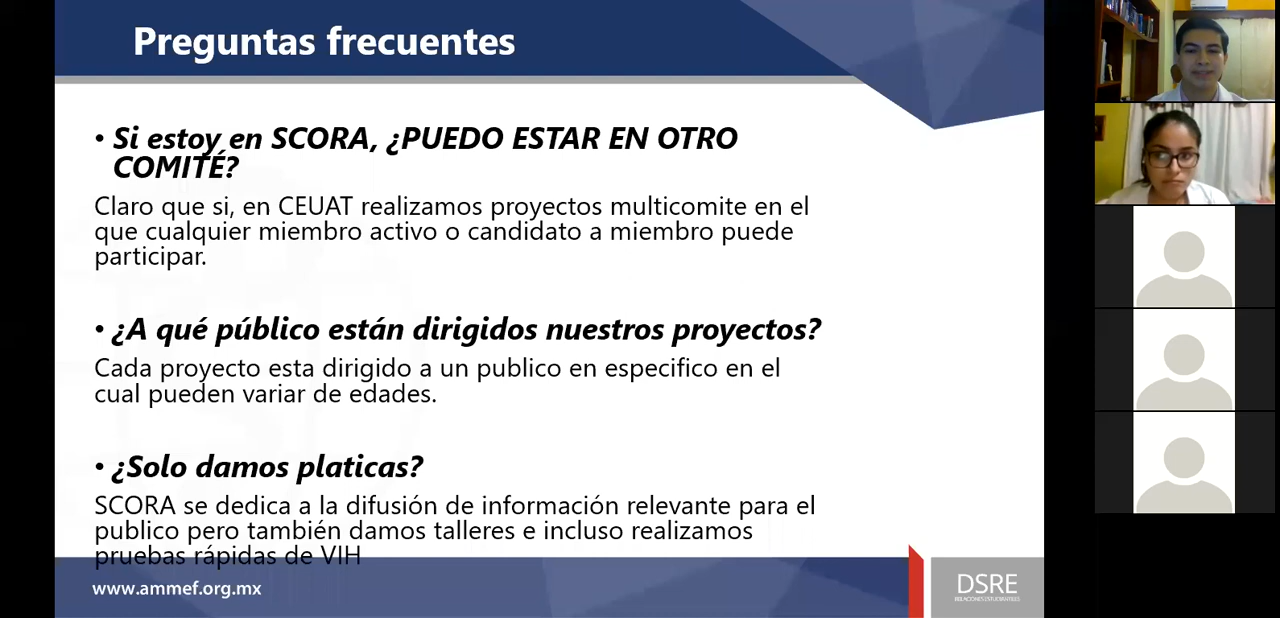 Preguntas frecuentes
• Si estoy en SCORA, ¿PUEDO ESTAR EN OTRO
COMITÉ?
Claro que si, en CEUAT realizamos proyectos multicomite en el
que cualquier miembro activo o candidato a miembro puede
participar.
• ¿A qué público están dirigidos nuestros proyectos?
Cada proyecto esta dirigido a un publico en especifico en el
cual pueden variar de edades.
• ¿Solo damos platicas?
SCORA se dedica a la difusión de información relevante para el
publico pero también damos talleres e incluso realizamos
pruebas rápidas de VIH
www.ammef.org.mx
DSRE